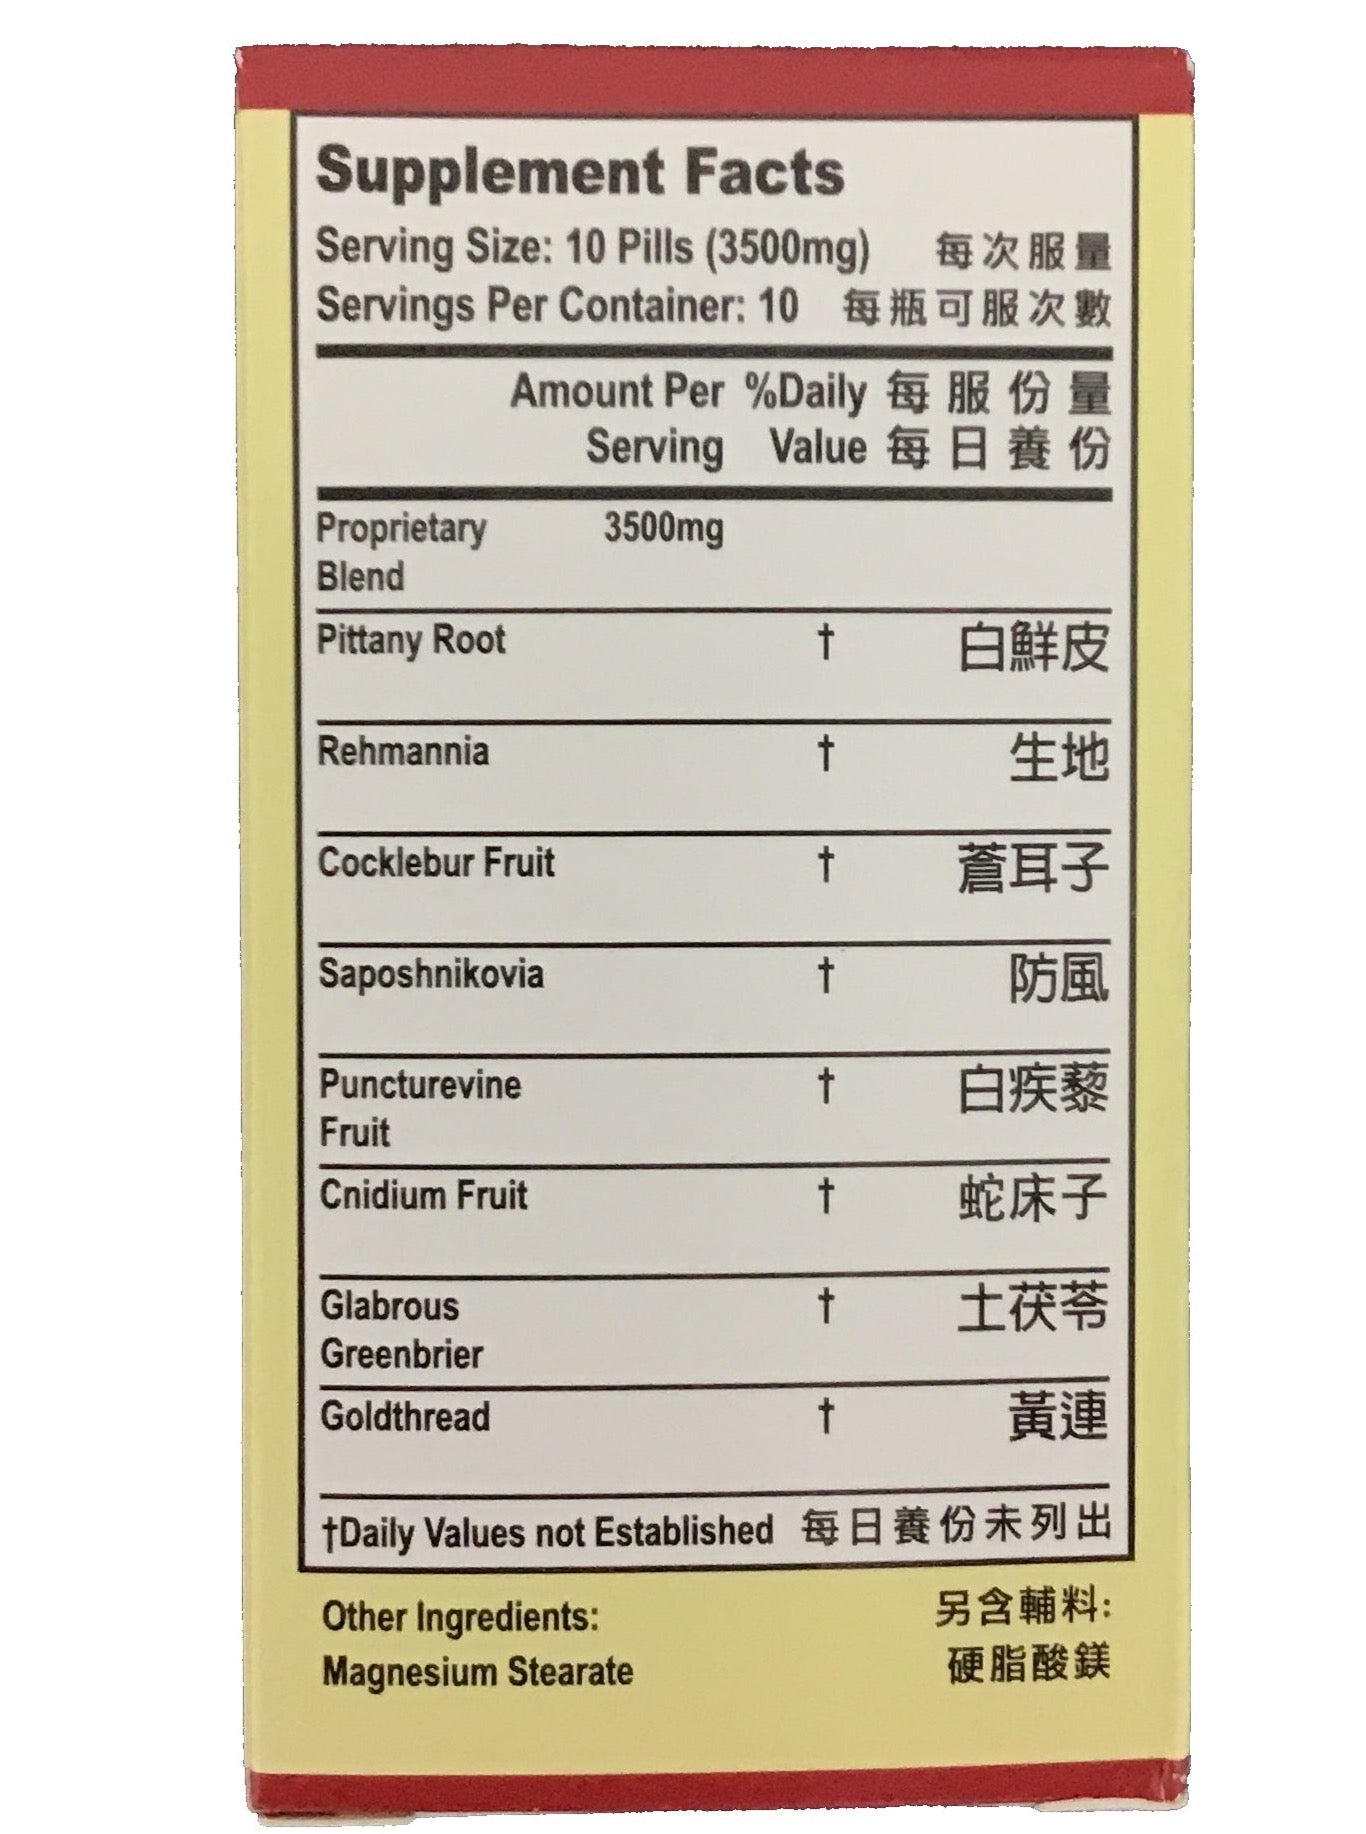 Supplement Facts
Serving Size: 10 Pills (3500mg) 每次服量
Servings Per Container: 10 每瓶可服次數
Amount Per %Daily 每服份量
Serving Value 每日養份
Proprietary 3500mg
Blend
Pittany Root † 白鮮皮
Rehmannia † 生地
Cocklebur Fruit † 蒼耳子
Saposhnikovia † 防風
Puncturevine † 白疾藜
Fruit
Cnidium Fruit † 蛇床子
Glabrous † 土茯苓
Greenbrier
Goldthread † 黃連
†Daily Values not Established 每日養份未列出
Other Ingredients: 另含輔料:
Magnesium Stearate 硬脂酸鎂